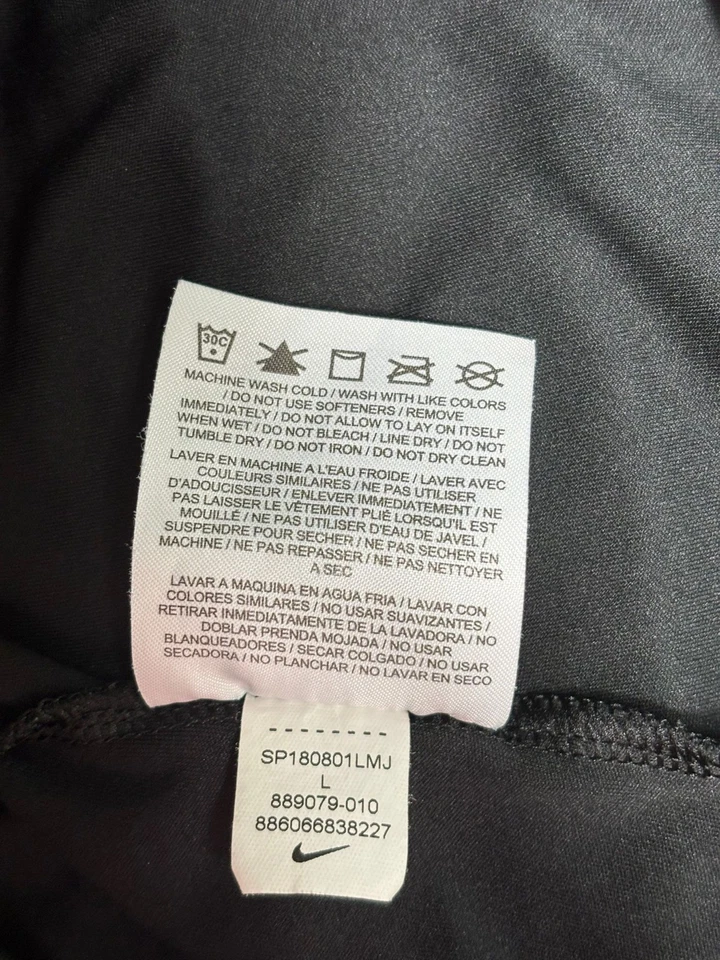 30C
MACHINE WASH COLD / WASH WITH LIKE COLORS
/ DO NOT USE SOFTENERS / REMOVE
IMMEDIATELY / DO NOT ALLOW TO LAY ON ITSELF
WHEN WET / DO NOT BLEACH / LINE DRY / DO NOT
TUMBLE DRY / DO NOT IRON / DO NOT DRY CLEAN
LAVER EN MACHINE A L'EAU FROIDE / LAVER AVEC
COULEURS SIMILAIRES / NE PAS UTILISER
D'ADOUCISSEUR / ENLEVER IMMEDIATEMENT / NE
PAS LAISSER LE VÊTEMENT PLIÉ LORSQU'IL EST
MOUILLÉ / NE PAS UTILISER D'EAU DE JAVEL /
SUSPENDRE POUR SECHER / NE PAS SECHER EN
MACHINE / NE PAS REPASSER / NE PAS NETTOYER
A SEC
LAVAR A MAQUINA EN AGUA FRIA / LAVAR CON
COLORES SIMILARES / NO USAR SUAVIZANTES /
RETIRAR INMEDIATAMENTE DE LA LAVADORA / NO
DOBLAR PRENDA MOJADA / NO USAR
BLANQUEADORES / SECAR COLGADO / NO USAR
SECADORA / NO PLANCHAR / NO LAVAR EN SECO
--------
SP180801LMJ
L
889079-010
886066838227